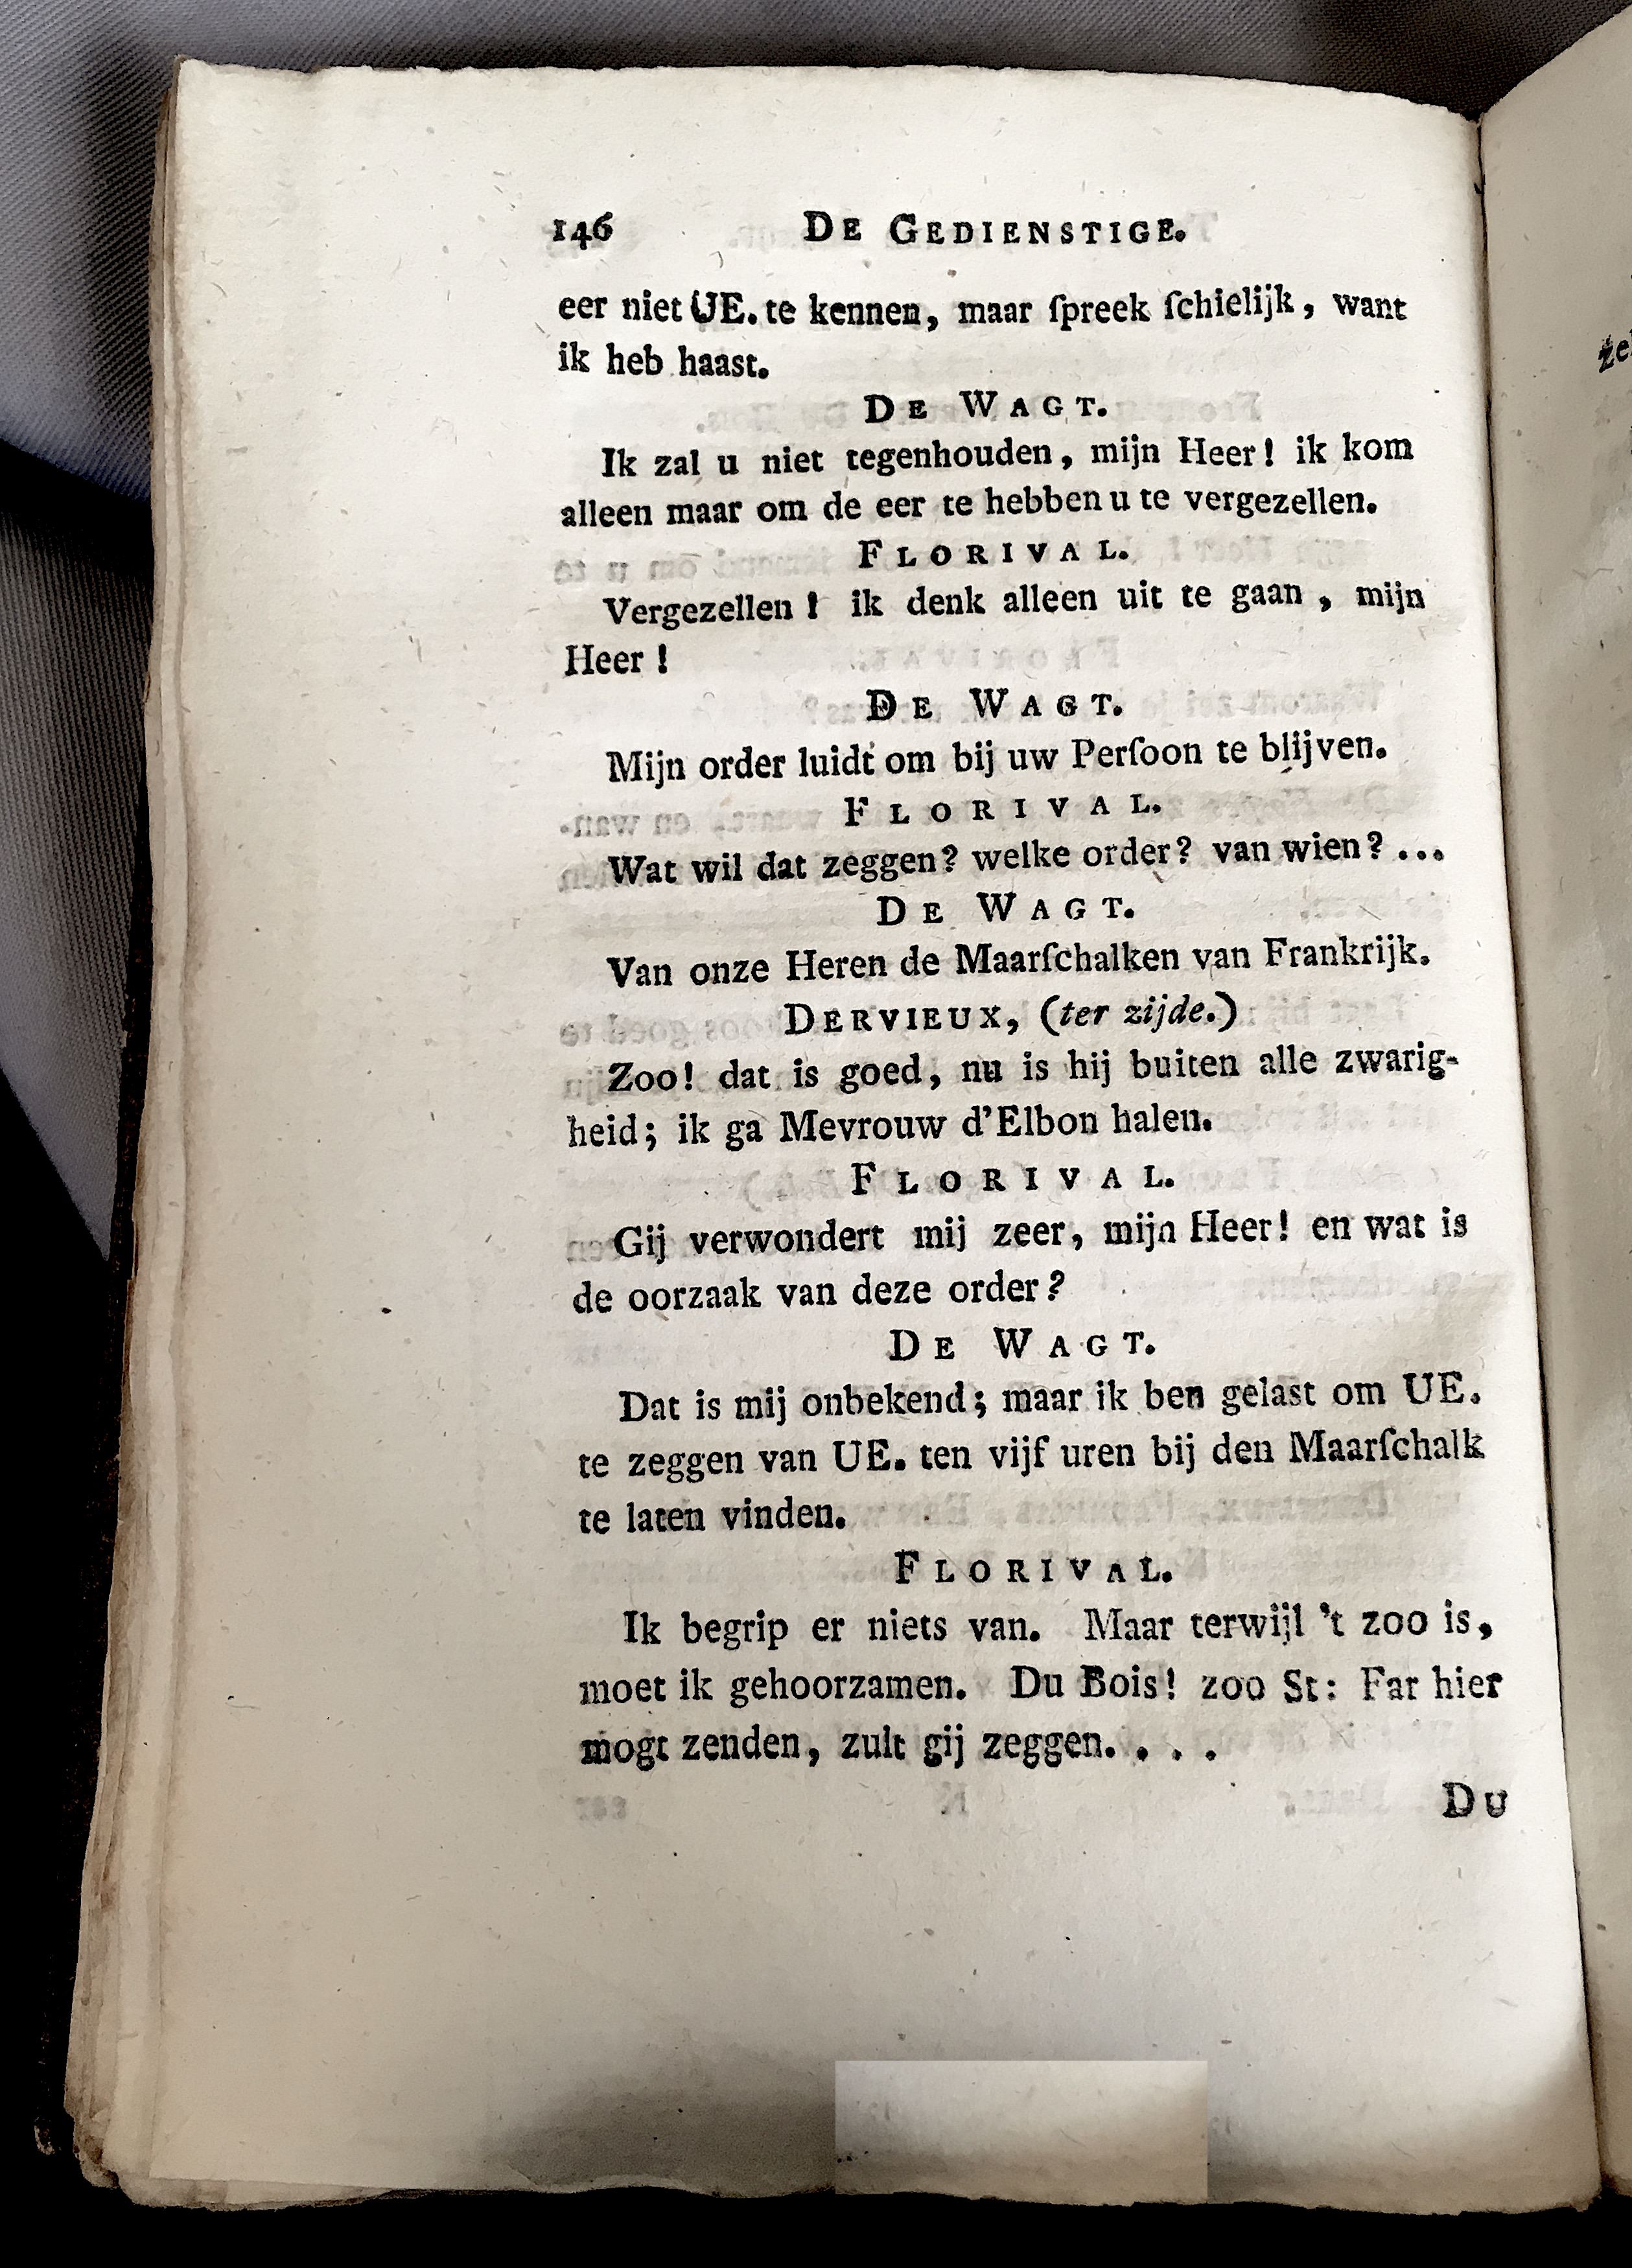 146 DE GEDIENSTIGE.
eer niet UE. te kennen, maar ſpreek ſchielijk, want
ik heb haast.
DE WAGT.
Ik zal u niet tegenhouden, mijn Heer! ik kom
alleen maar om de eer te hebben u te vergezellen.
FLORIVAL.
Vergezellen! ik denk alleen uit te gaan, mijn
Heer!
DE WAGT.
Mijn order luidt om bij uw Perſoon te blijven.
FLORIVAL.
Wat wil dat zeggen? welke order? van wien? ...
DE WAGT.
Van onze Heren de Maarſchalken van Frankrijk.
DERVIEUX, (ter zijde.)
Zoo! dat is goed, nu is hij buiten alle zwarig-
heid; ik ga Mevrouw d'Elbon halen.
FLORIVAL.
Gij verwondert mij zeer, mijn Heer! en wat is
de oorzaak van deze order?
DE WAGT.
Dat is mij onbekend; maar ik ben gelast om UE.
te zeggen van UE. ten vijf uren bij den Maarſchalk
te laten vinden.
FLORIVAL.
Ik begrip er niets van. Maar terwijl 't zoo is,
moet ik gehoorzamen. Du Bois! zoo St: Far hier
mogt zenden, zult gij zeggen. . . .
DU